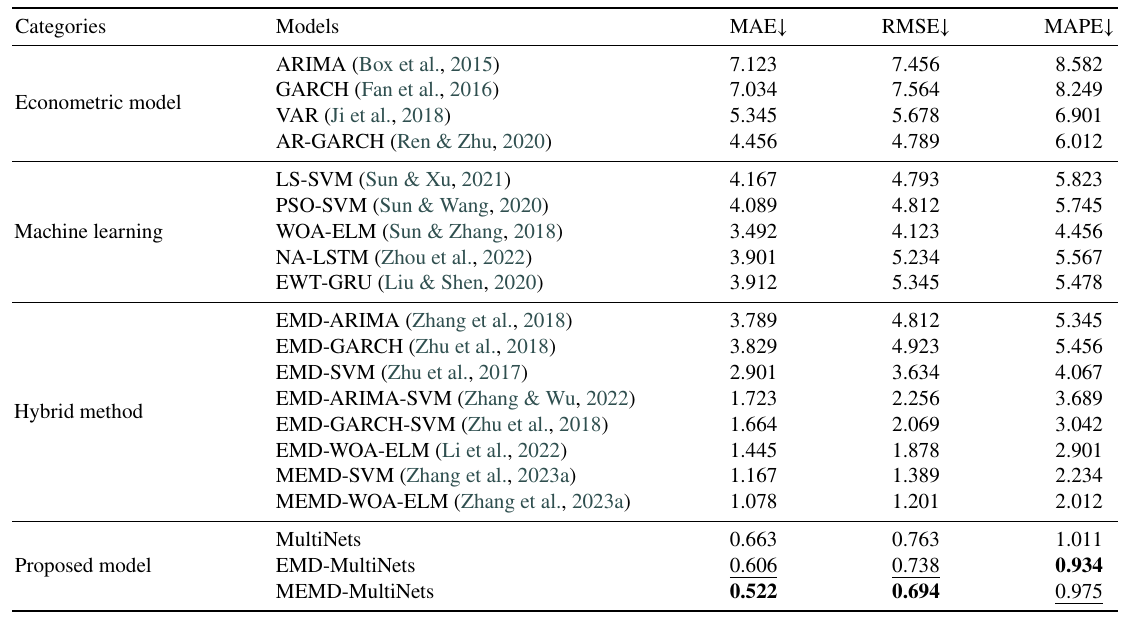 Categories Models MAE↓ RMSE↓ MAPE↓
ARIMA (Box et al., 2015) 7.123 7.456 8.582
GARCH (Fan et al., 2016) 7.034 7.564 8.249
Econometric model
VAR (Ji et al., 2018) 5.345 5.678 6.901
AR-GARCH (Ren & Zhu, 2020) 4.456 4.789 6.012
LS-SVM (Sun & Xu, 2021) 4.167 4.793 5.823
PSO-SVM (Sun & Wang, 2020) 4.089 4.812 5.745
Machine learning WOA-ELM (Sun & Zhang, 2018) 3.492 4.123 4.456
NA-LSTM (Zhou et al., 2022) 3.901 5.234 5.567
EWT-GRU (Liu & Shen, 2020) 3.912 5.345 5.478
EMD-ARIMA (Zhang et al., 2018) 3.789 4.812 5.345
EMD-GARCH (Zhu et al., 2018) 3.829 4.923 5.456
EMD-SVM (Zhu et al., 2017) 2.901 3.634 4.067
EMD-ARIMA-SVM (Zhang & Wu, 2022) 1.723 2.256 3.689
Hybrid method
EMD-GARCH-SVM (Zhu et al., 2018) 1.664 2.069 3.042
EMD-WOA-ELM (Li et al., 2022) 1.445 1.878 2.901
MEMD-SVM (Zhang et al., 2023a) 1.167 1.389 2.234
MEMD-WOA-ELM (Zhang et al., 2023a) 1.078 1.201 2.012
MultiNets 0.663 0.763 1.011
Proposed model EMD-MultiNets 0.606 0.738 0.934
MEMD-MultiNets 0.522 0.694 0.975